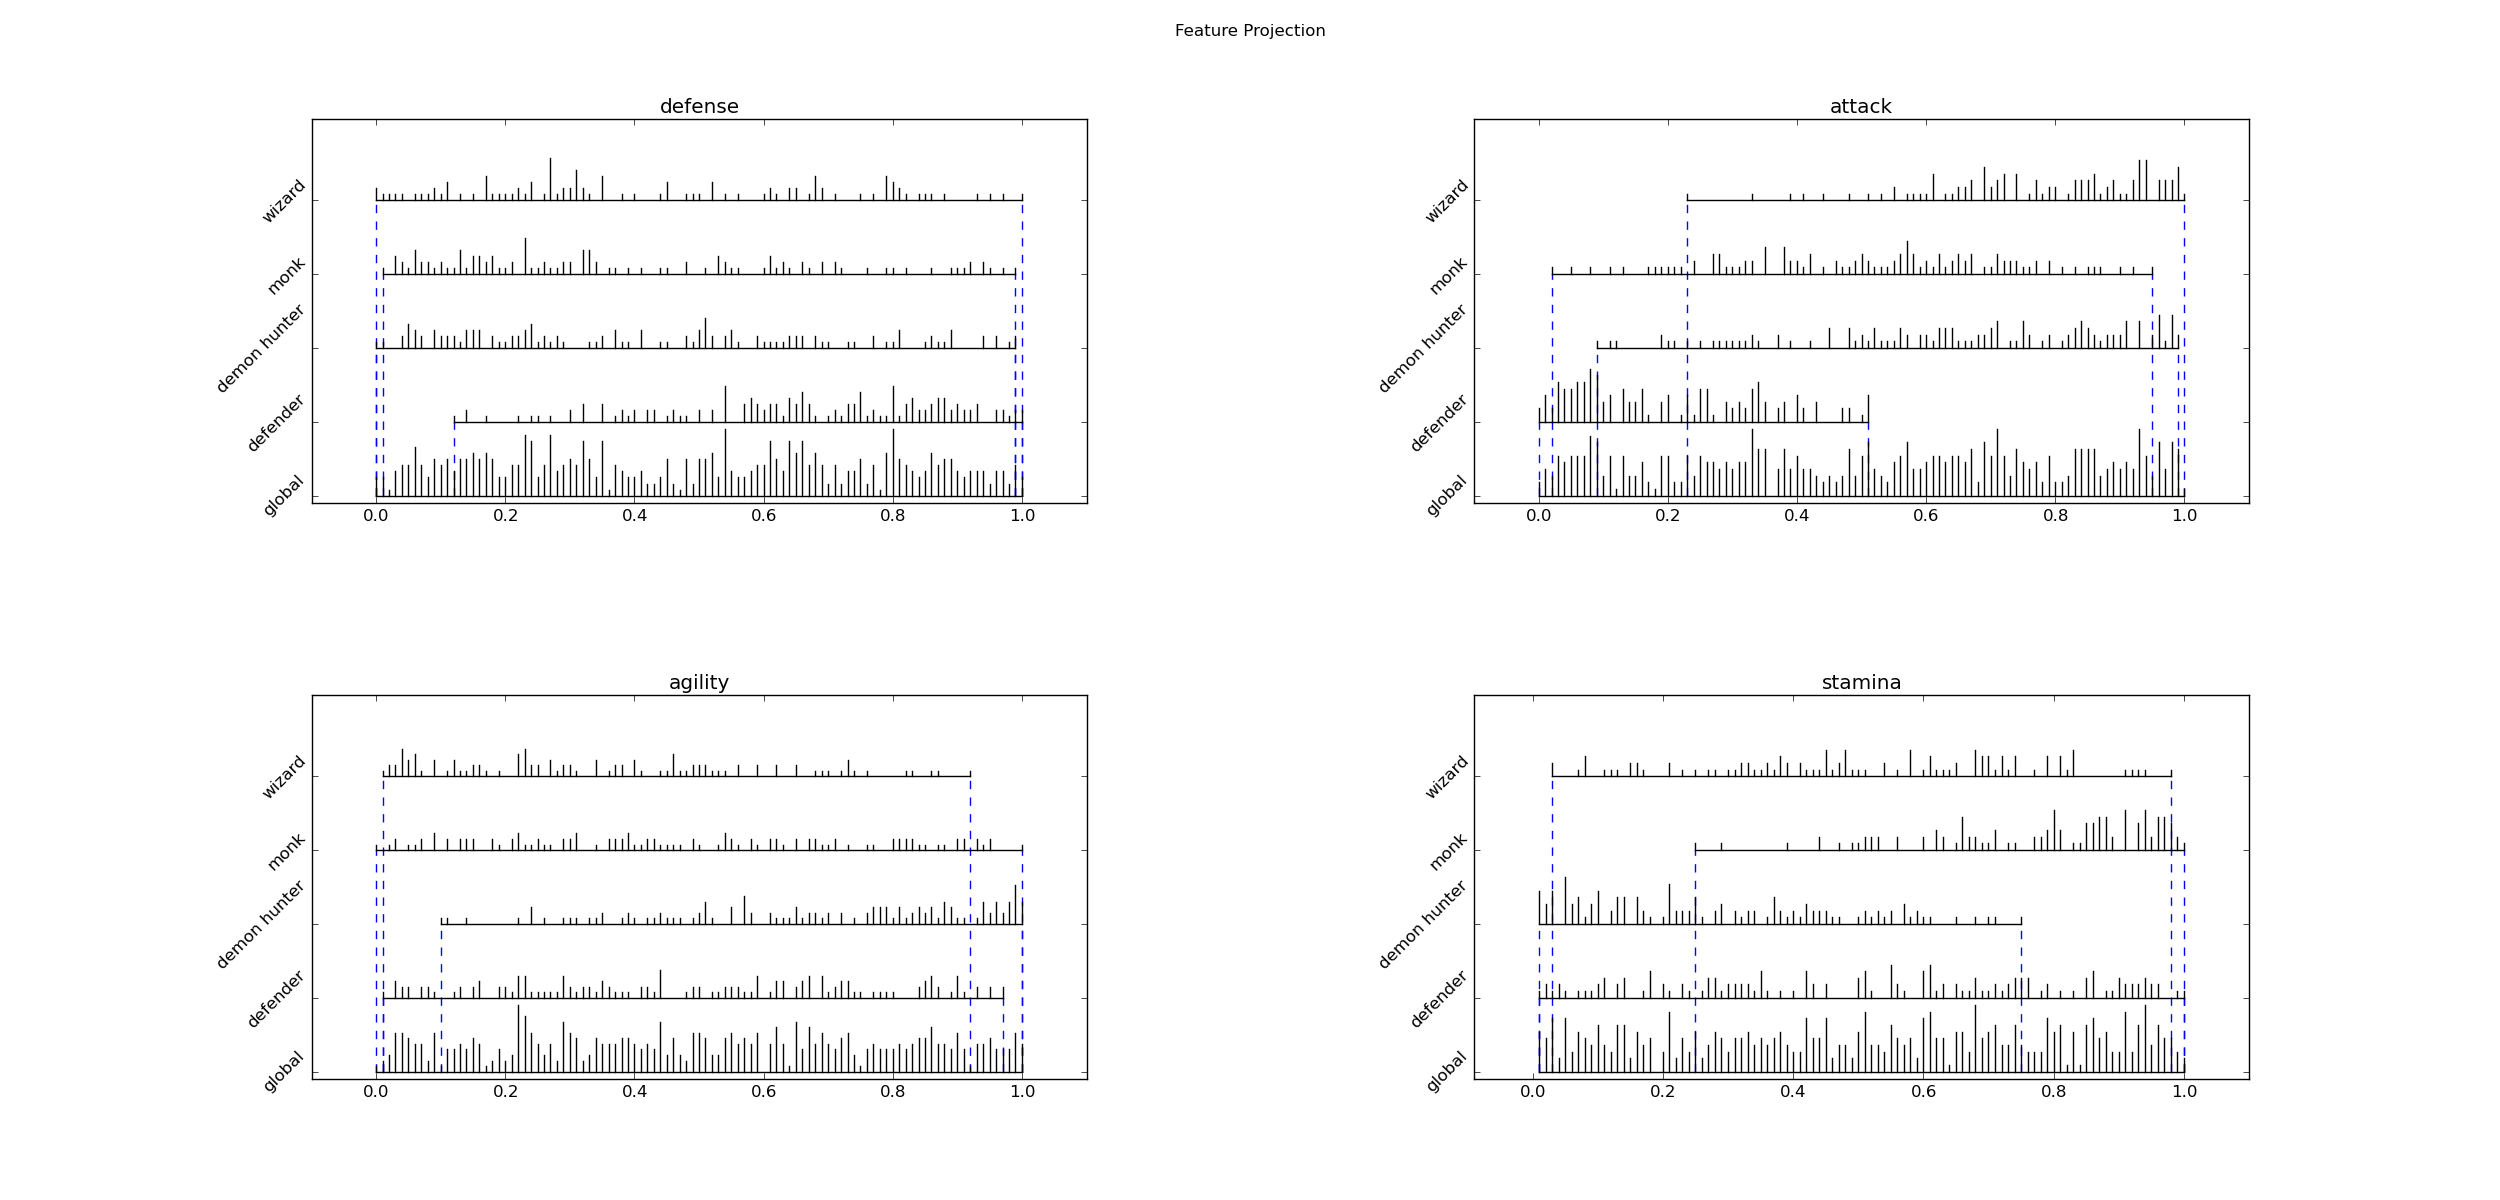 Feature Projection
defense
wizard
monk
demon hunter
defender
global
0.0 0.2 0.4 0.6 0.8 1.0
attack
wizard
monk
demon hunter
defender
global
0.0 0.2 0.4 0.6 0.8 1.0
agility
wizard
monk
demon hunter
defender
global
0.0 0.2 0.4 0.6 0.8 1.0
stamina
wizard
monk
demon hunter
defender
global
0.0 0.2 0.4 0.6 0.8 1.0